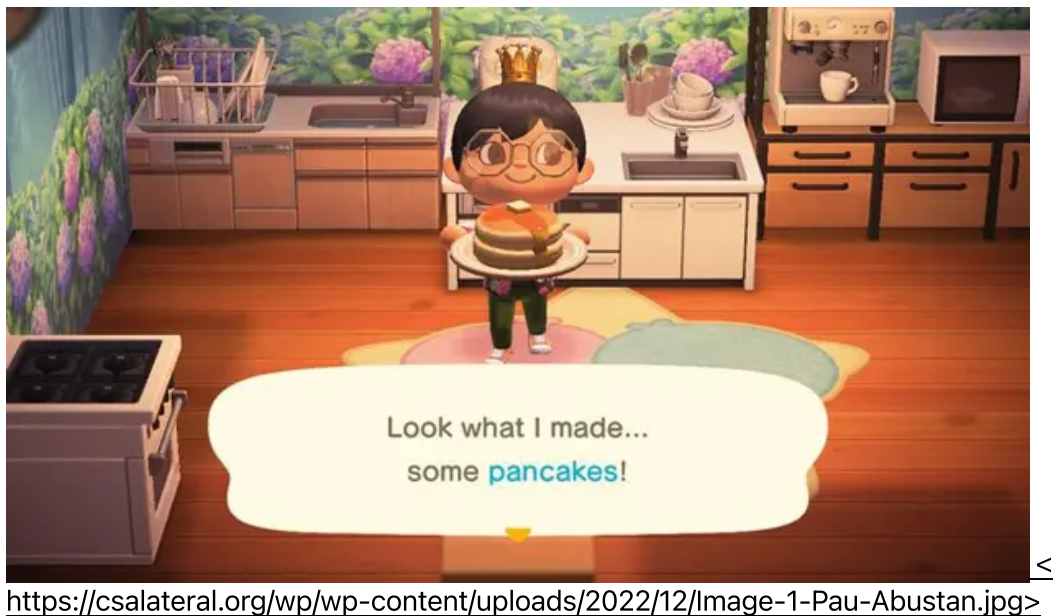 Look what I made...
some pancakes!
<
https://csalateral.org/wp/wp-content/uploads/2022/12/Image-1-Pau-Abustan.jpg>